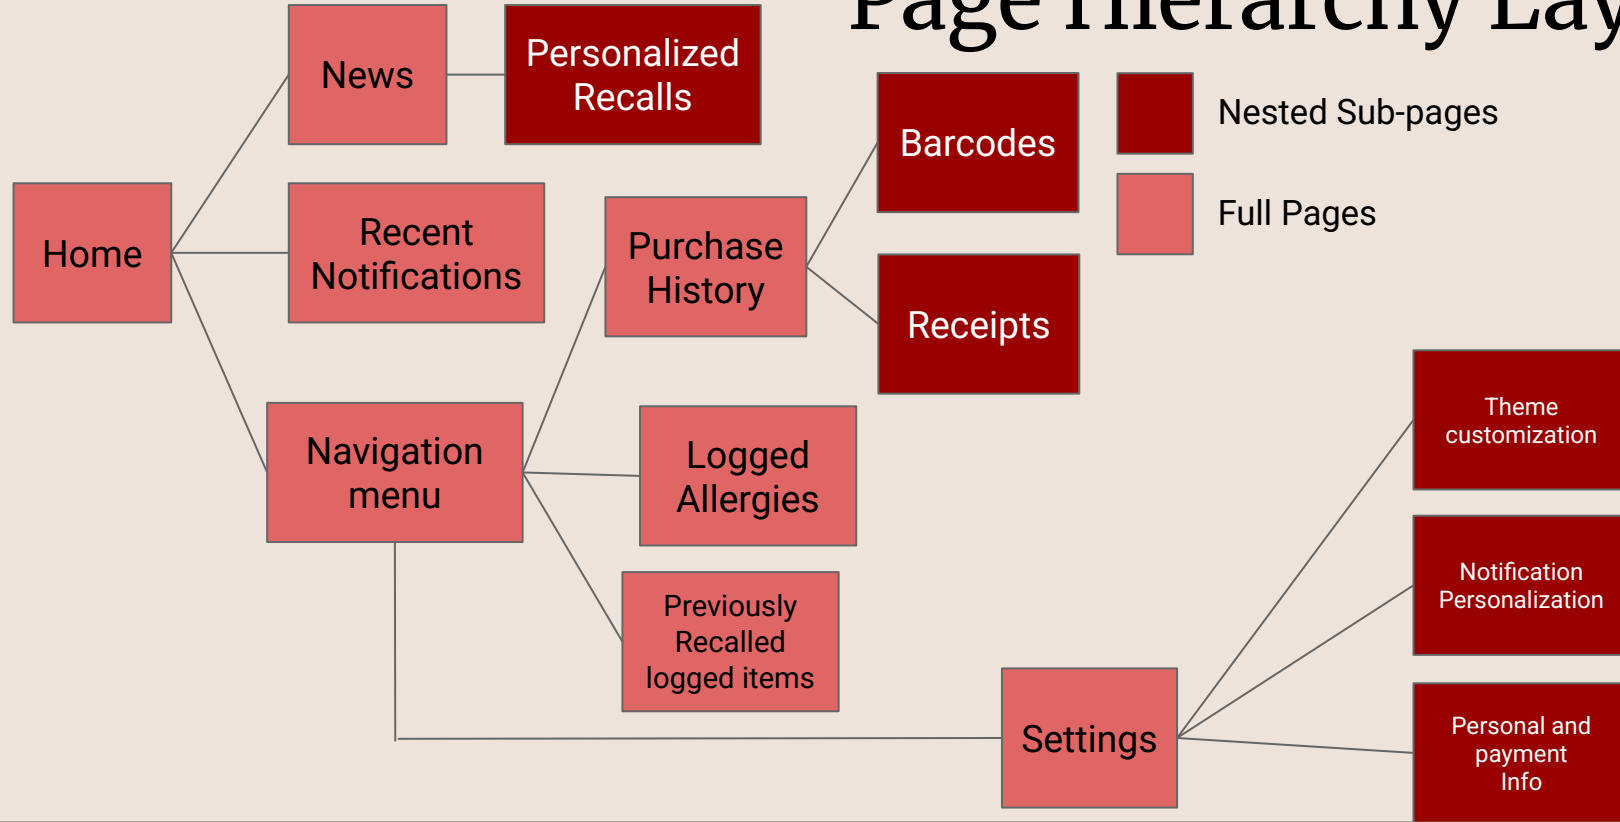 Page Hierarchy Lay
News
Personalized
Recalls
Barcodes
Nested Sub-pages
Full Pages
Home
Recent
Notifications
Purchase
History
Receipts
Navigation
menu
Logged
Allergies
Previously
Recalled
logged items
Settings
Theme
customization
Notification
Personalization
Personal and
payment
Info